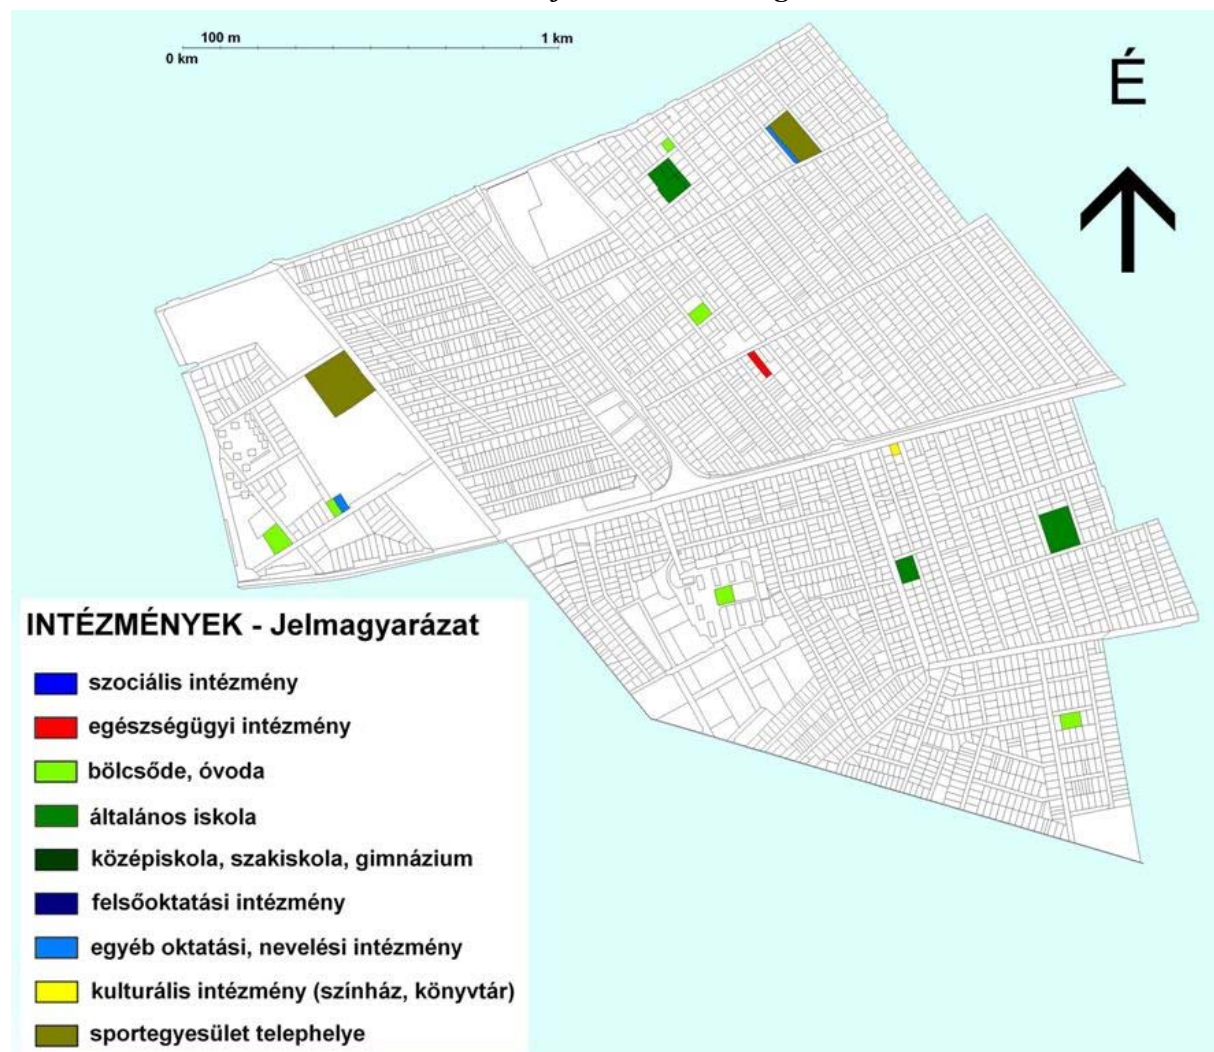 100 m
1 km
0 km
É
INTÉZMÉNYEK - Jelmagyarázat
szociális intézmény
egészségügyi intézmény
bölcsőde, óvoda
általános iskola
középiskola, szakiskola, gimnázium
felsőoktatási intézmény
egyéb oktatási, nevelési intézmény
kulturális intézmény (színház, könyvtár)
sportegyesület telephelye